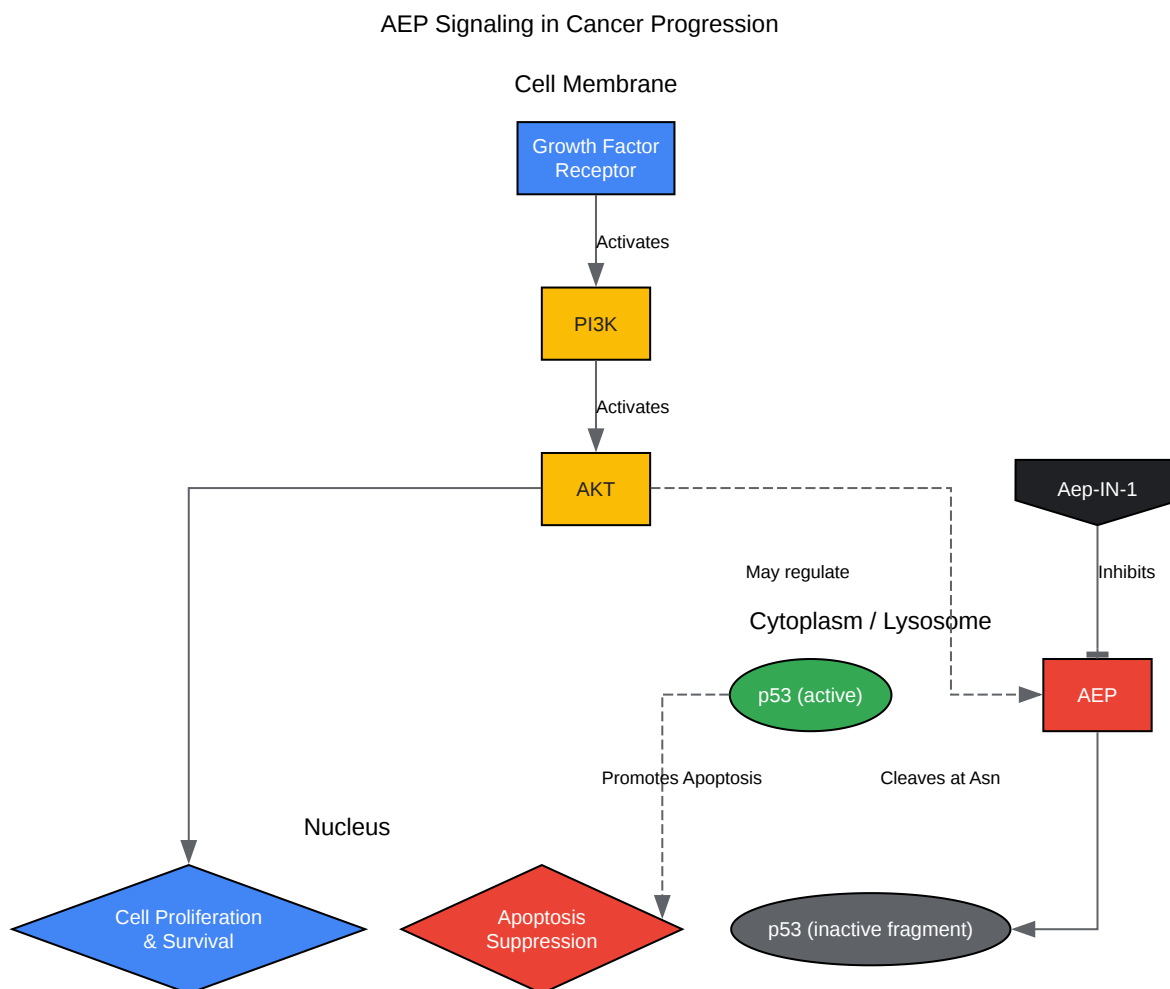 AEP Signaling in Cancer Progression
Cell Membrane
Growth Factor
Receptor
Activates
PI3K
Activates
AKT
Aep-IN-1
May regulate
Inhibits
Cytoplasm / Lysosome
p53 (active)
AEP
Promotes Apoptosis
Cleaves at Asn
Nucleus
Cell Proliferation
& Survival
Apoptosis
Suppression
p53 (inactive fragment)